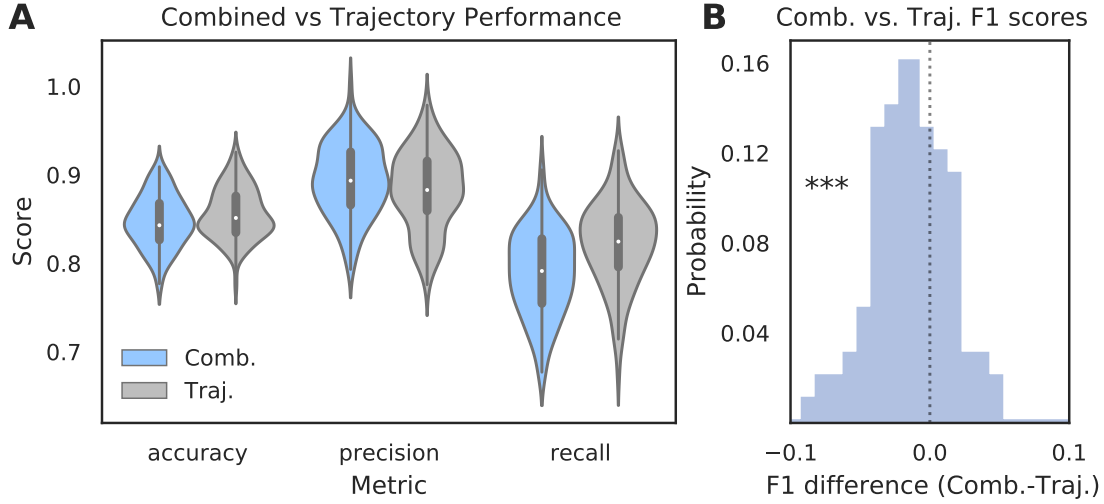 A
Combined vs Trajectory Performance
Score
1.0
0.9
0.8
0.7
Comb.
Traj.
accuracy
precision
recall
Metric
B
Comb. vs. Traj. F1 scores
Probability
0.16
0.12
0.08
0.04
***
−0.1
0.0
0.1
F1 difference (Comb.-Traj.)